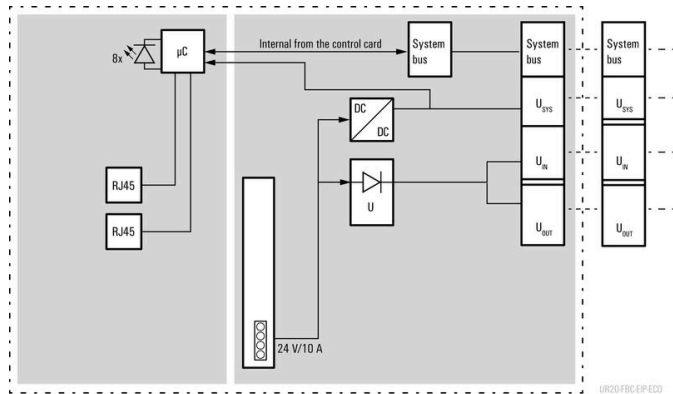 8x
µC
Internal from the control card
System
bus
System
bus
System
bus
DC
DC
U_SYS
U_SYS
U_IN
U_IN
U
RJ45
RJ45
U_OUT
U_OUT
24 V/10 A
UR20-FBC-EIP-ECO